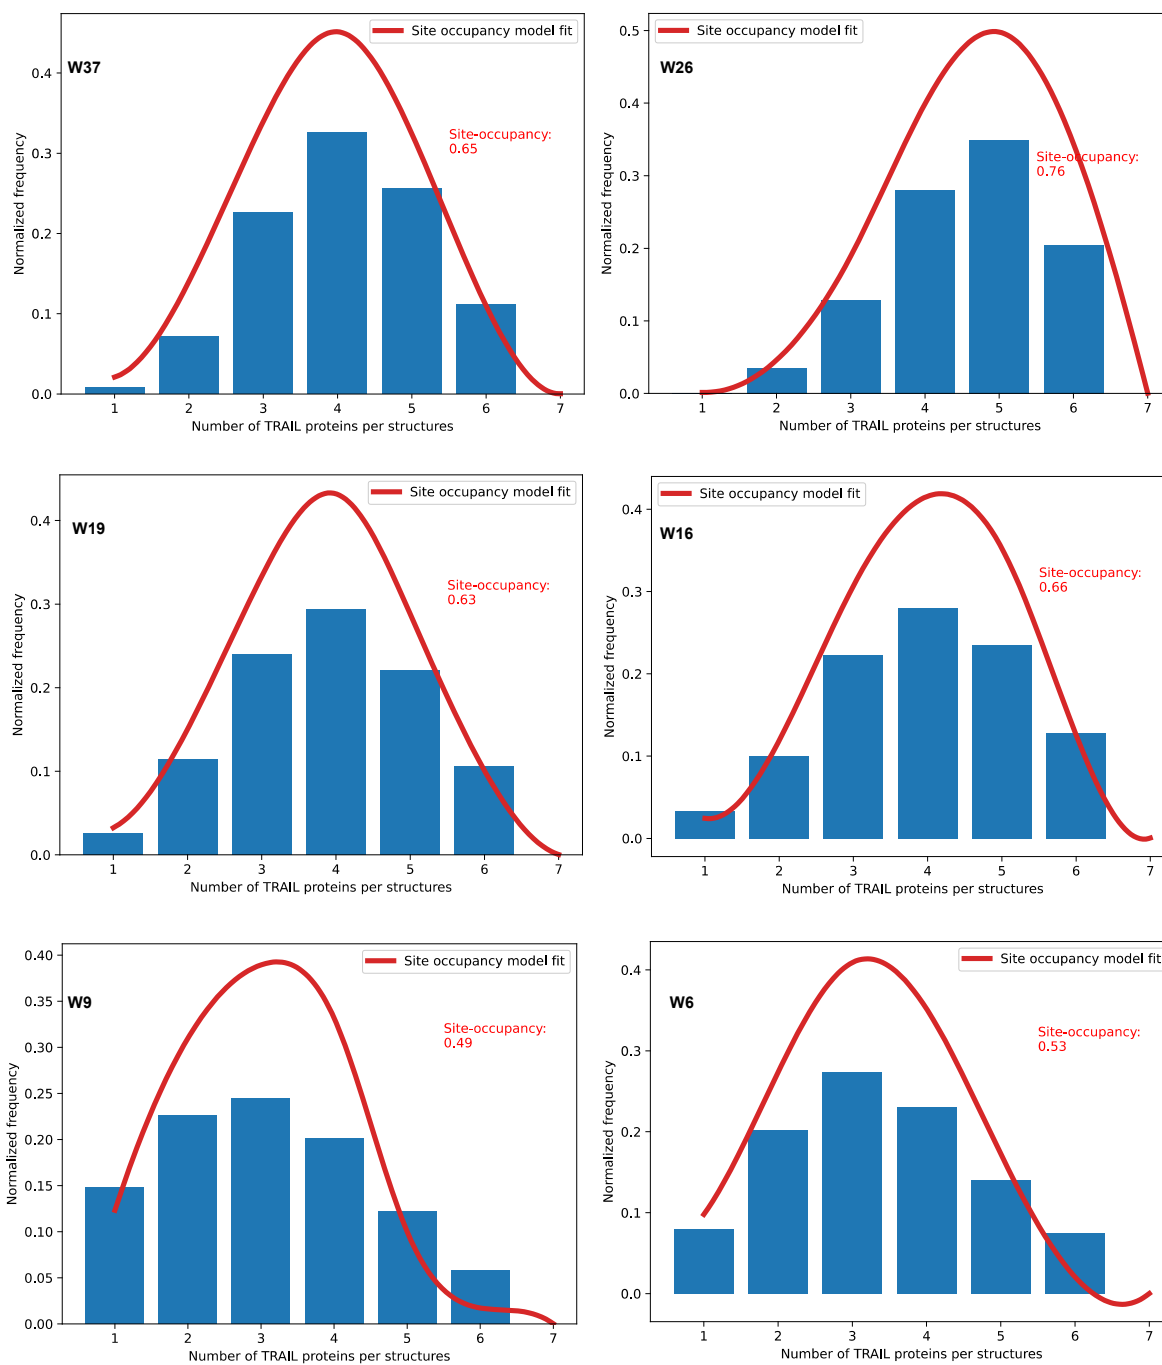 Site occupancy model fit
W37
Site-occupancy:
0.65
Normalized frequency
0.4
0.3
0.2
0.1
0.0
1 2 3 4 5 6 7
Number of TRAIL proteins per structures
Site occupancy model fit
W26
Site-occupancy:
0.76
Normalized frequency
0.5
0.4
0.3
0.2
0.1
0.0
1 2 3 4 5 6 7
Number of TRAIL proteins per structures
Site occupancy model fit
W19
Site-occupancy:
0.63
Normalized frequency
0.4
0.3
0.2
0.1
0.0
1 2 3 4 5 6 7
Number of TRAIL proteins per structures
Site occupancy model fit
W16
Site-occupancy:
0.66
Normalized frequency
0.4
0.3
0.2
0.1
0.0
1 2 3 4 5 6 7
Number of TRAIL proteins per structures
Site occupancy model fit
W9
Site-occupancy:
0.49
Normalized frequency
0.40
0.35
0.30
0.25
0.20
0.15
0.10
0.05
0.00
1 2 3 4 5 6 7
Number of TRAIL proteins per structures
Site occupancy model fit
W6
Site-occupancy:
0.53
Normalized frequency
0.4
0.3
0.2
0.1
0.0
1 2 3 4 5 6 7
Number of TRAIL proteins per structures